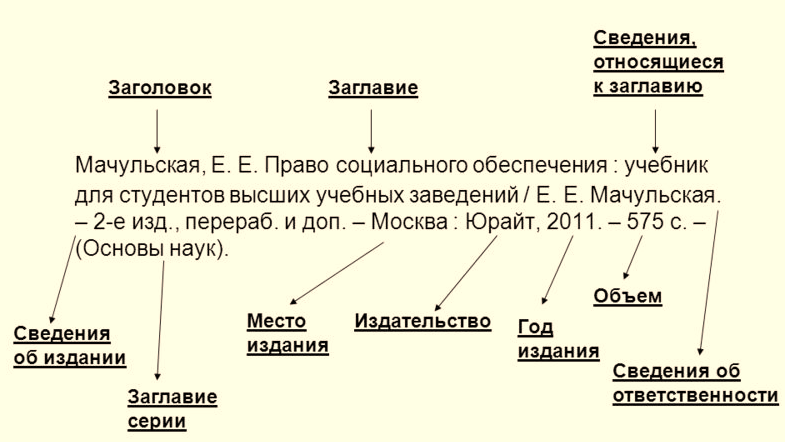 Сведения,
относящиеся
к заглавию
Заголовок
Заглавие
Мачульская, Е. Е. Право социального обеспечения : учебник
для студентов высших учебных заведений / Е. Е. Мачульская.
– 2-е изд., перераб. и доп. – Москва : Юрайт, 2011. – 575 с. –
(Основы наук).
Сведения
об издании
Заглавие
серии
Место
издания
Издательство
Год
издания
Объем
Сведения об
ответственности